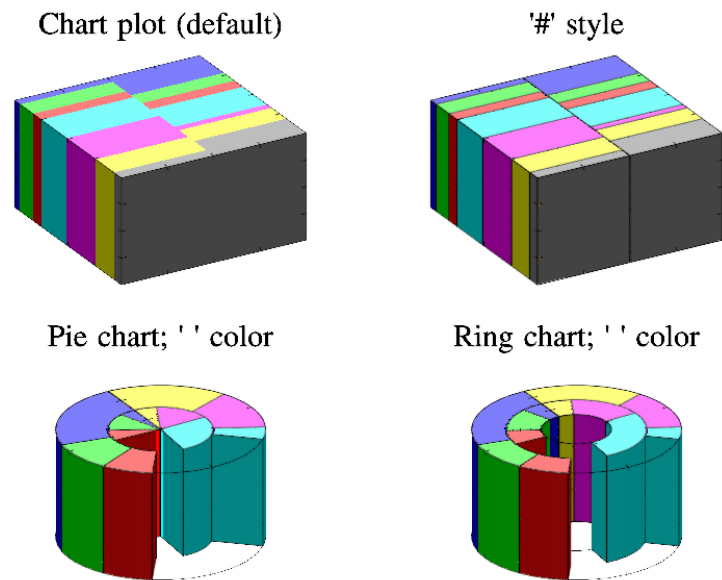 Chart plot (default)
'#' style
Pie chart; ' ' color
Ring chart; ' ' color